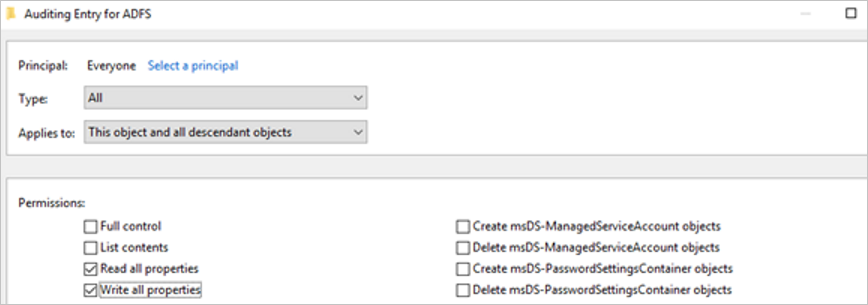 Auditing Entry for ADFS
Principal: Everyone Select a principal
Type: All
Applies to: This object and all descendant objects
Permissions:
Full control Create msDS-ManagedServiceAccount objects
List contents Delete msDS-ManagedServiceAccount objects
Read all properties Create msDS-PasswordSettingsContainer objects
Write all properties Delete msDS-PasswordSettingsContainer objects